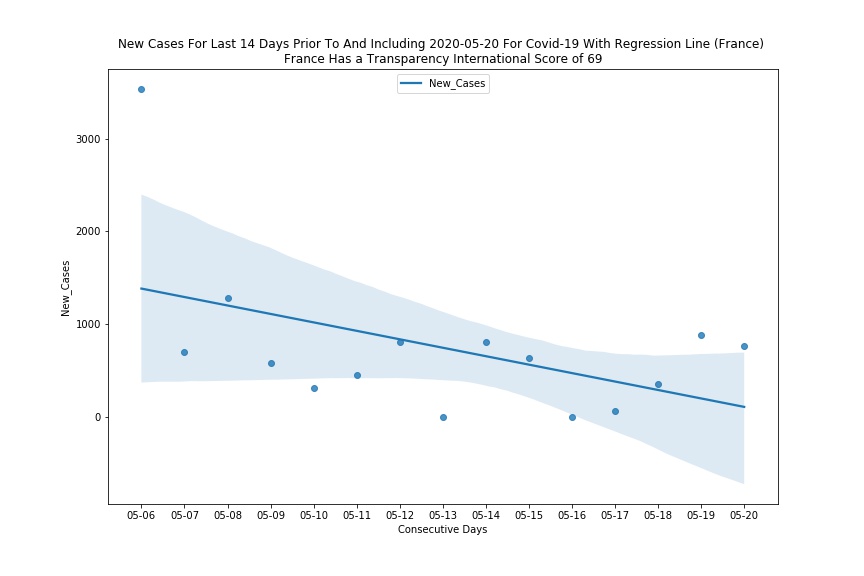 New Cases For Last 14 Days Prior To And Including 2020-05-20 For Covid-19 With Regression Line (France)
France Has a Transparency International Score of 69
New_Cases
3000
2000
1000
0
New_Cases
05-06 05-07 05-08 05-09 05-10 05-11 05-12 05-13 05-14 05-15 05-16 05-17 05-18 05-19 05-20
Consecutive Days